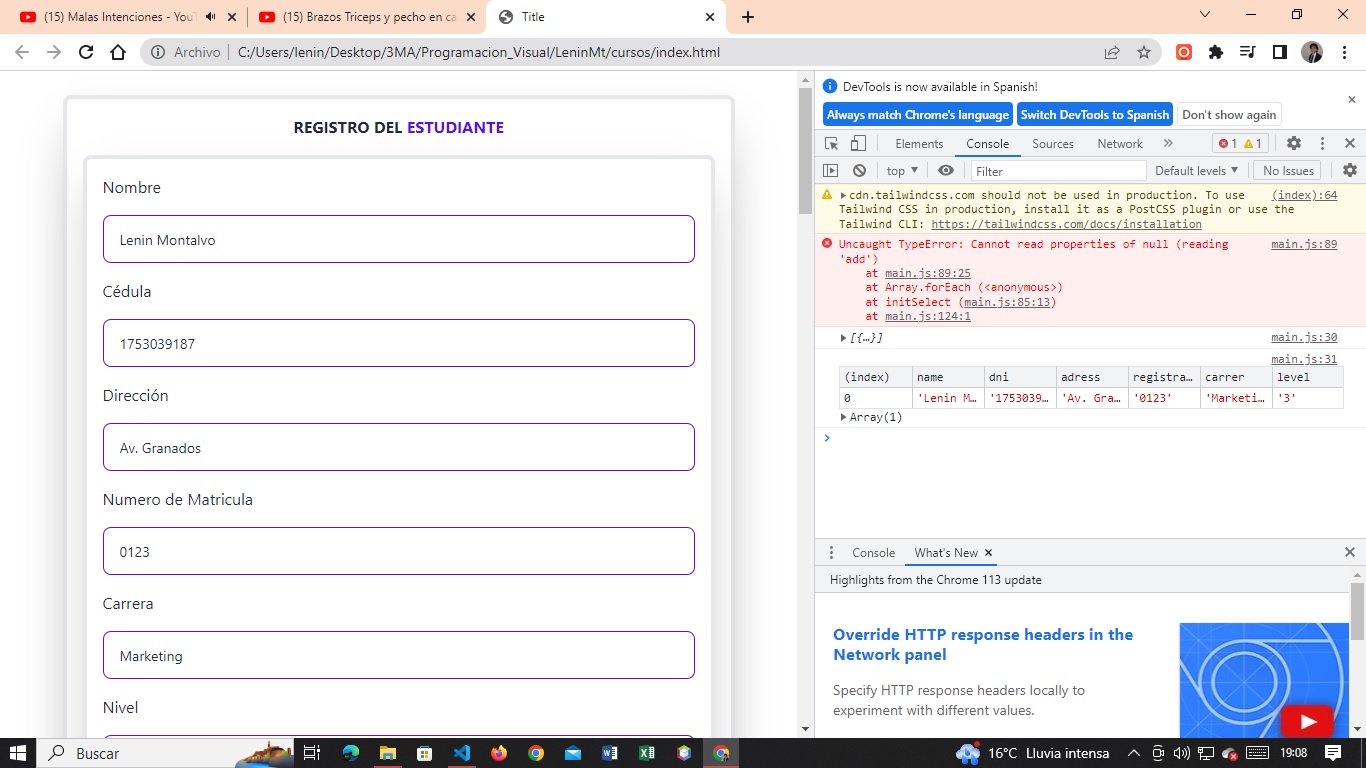 (15) Malas Intenciones - You
(15) Brazos Triceps y pecho en ca
Title
Archivo C:/Users/lenin/Desktop/3MA/Programacion_Visual/LeninMt/cursos/index.html
REGISTRO DEL ESTUDIANTE
Nombre
Lenin Montalvo
Cédula
1753039187
Dirección
Av. Granados
Numero de Matricula
0123
Carrera
Marketing
Nivel
DevTools is now available in Spanish!
Always match Chrome's language Switch DevTools to Spanish Don't show again
Elements Console Sources Network » 1 1
top Filter Default levels No Issues
cdn.tailwindcss.com should not be used in production. To use (index):64
Tailwind CSS in production, install it as a PostCSS plugin or use the
Tailwind CLI: https://tailwindcss.com/docs/installation
Uncaught TypeError: Cannot read properties of null (reading main.js:89
'add')
at main.js:89:25
at Array.forEach (<anonymous>)
at initSelect (main.js:85:13)
at main.js:124:1
[{…}] main.js:30
main.js:31
(index) name dni adress registra… carrer level
0 'Lenin M… '1753039… 'Av. Gra… '0123' 'Marketi… '3'
Array(1)
Console What's New
Highlights from the Chrome 113 update
Override HTTP response headers in the
Network panel
Specify HTTP response headers locally to
experiment with different values.
Buscar
16°C Lluvia intensa 19:08